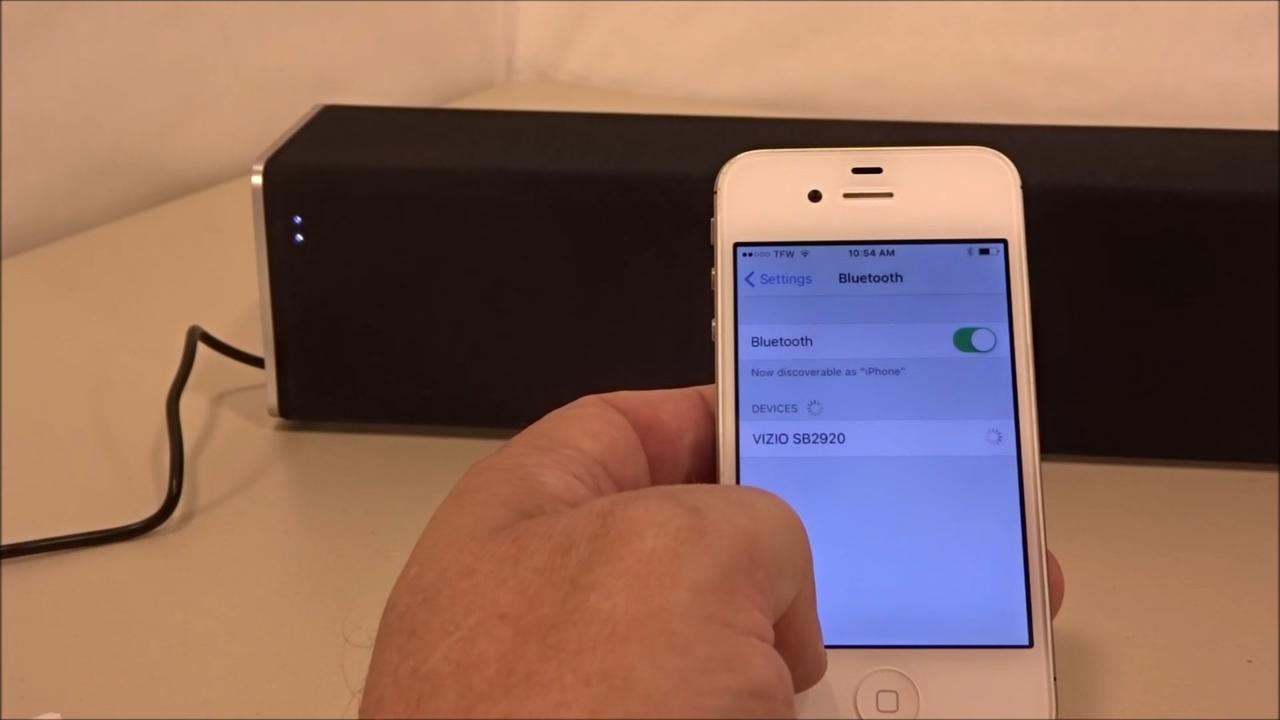 TFW 10:54 AM
Settings Bluetooth
Bluetooth
Now discoverable as "iPhone".
DEVICES
VIZIO SB2920